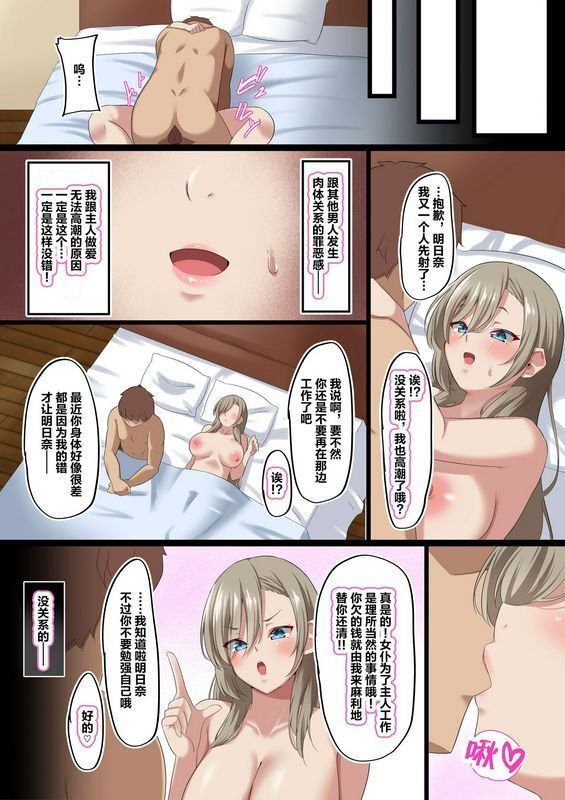 呜…
…抱歉，明日奈
我又一个人先射了…
诶!?
没关系啦，我也高潮了哦？
跟其他男人发生
肉体关系的罪恶感——
我跟主人做爱
无法高潮的原因
一定是这个…
一定是这样没错！
我说啊，要不然
你还是不要再在那边
工作了吧
诶!?
最近你身体好像很差
都是因为我的错
才让明日奈——
啾♡
真是的！女仆为了主人工作
是理所当然的事情哦！
你欠的钱就由我来麻利地
替你还清!!
……我知道啦明日奈
不过你不要勉强自己哦
好的♡
没关系的——